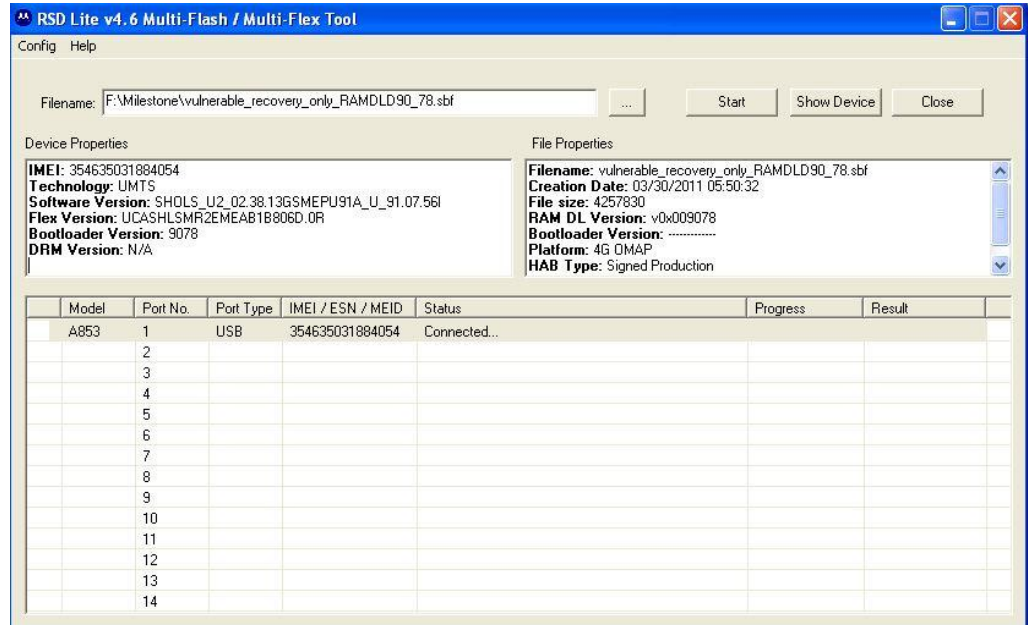 RSD Lite v4.6 Multi-Flash / Multi-Flex Tool
Config Help
Filename: F:\Milestone\vulnerable_recovery_only_RAMDLD90_78.sbf ... Start Show Device Close
Device Properties
IMEI: 354635031884054
Technology: UMTS
Software Version: SHOLS_U2_02.38.13GSMEPU91A_U_91.07.56I
Flex Version: UCASHLSMR2EMEAB1B806D.0R
Bootloader Version: 9078
DRM Version: N/A
File Properties
Filename: vulnerable_recovery_only_RAMDLD90_78.sbf
Creation Date: 03/30/2011 05:50:32
File size: 4257830
RAM DL Version: v0x009078
Bootloader Version: -------------
Platform: 4G OMAP
HAB Type: Signed Production
Model Port No. Port Type IMEI / ESN / MEID Status Progress Result
A853 1 USB 354635031884054 Connected...
2
3
4
5
6
7
8
9
10
11
12
13
14